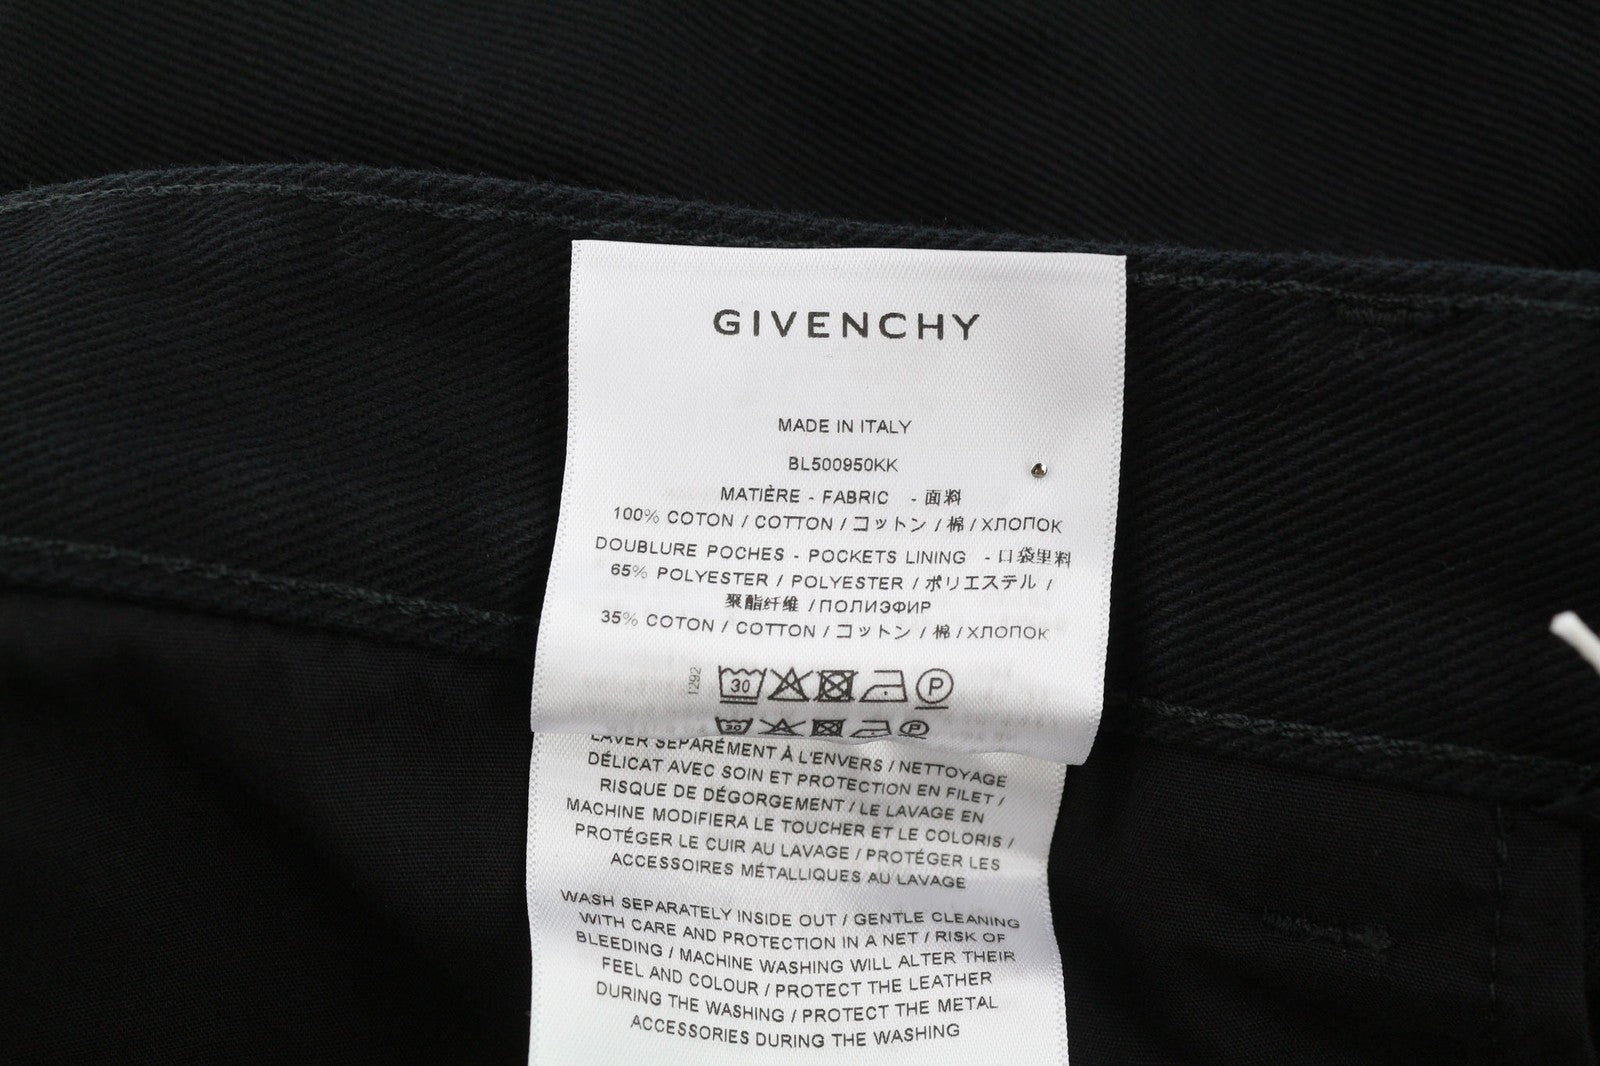 GIVENCHY
MADE IN ITALY
BL500950KK
MATIÈRE - FABRIC - 面料
100% COTON / COTTON / コットン / 棉 / ХЛОПОК
DOUBLURE POCHES - POCKETS LINING - 口袋里料
65% POLYESTER / POLYESTER / ポリエステル /
聚酯纤维 / ПОЛИЭФИР
35% COTON / COTTON / コットン / 棉 / ХЛОПОК
1292
30 P
30 P
LAVER SEPARÉMENT À L'ENVERS / NETTOYAGE
DÉLICAT AVEC SOIN ET PROTECTION EN FILET /
RISQUE DE DÉGORGEMENT / LE LAVAGE EN
MACHINE MODIFIERA LE TOUCHER ET LE COLORIS /
PROTÉGER LE CUIR AU LAVAGE / PROTÉGER LES
ACCESSOIRES MÉTALLIQUES AU LAVAGE
WASH SEPARATELY INSIDE OUT / GENTLE CLEANING
WITH CARE AND PROTECTION IN A NET / RISK OF
BLEEDING / MACHINE WASHING WILL ALTER THEIR
FEEL AND COLOUR / PROTECT THE LEATHER
DURING THE WASHING / PROTECT THE METAL
ACCESSORIES DURING THE WASHING